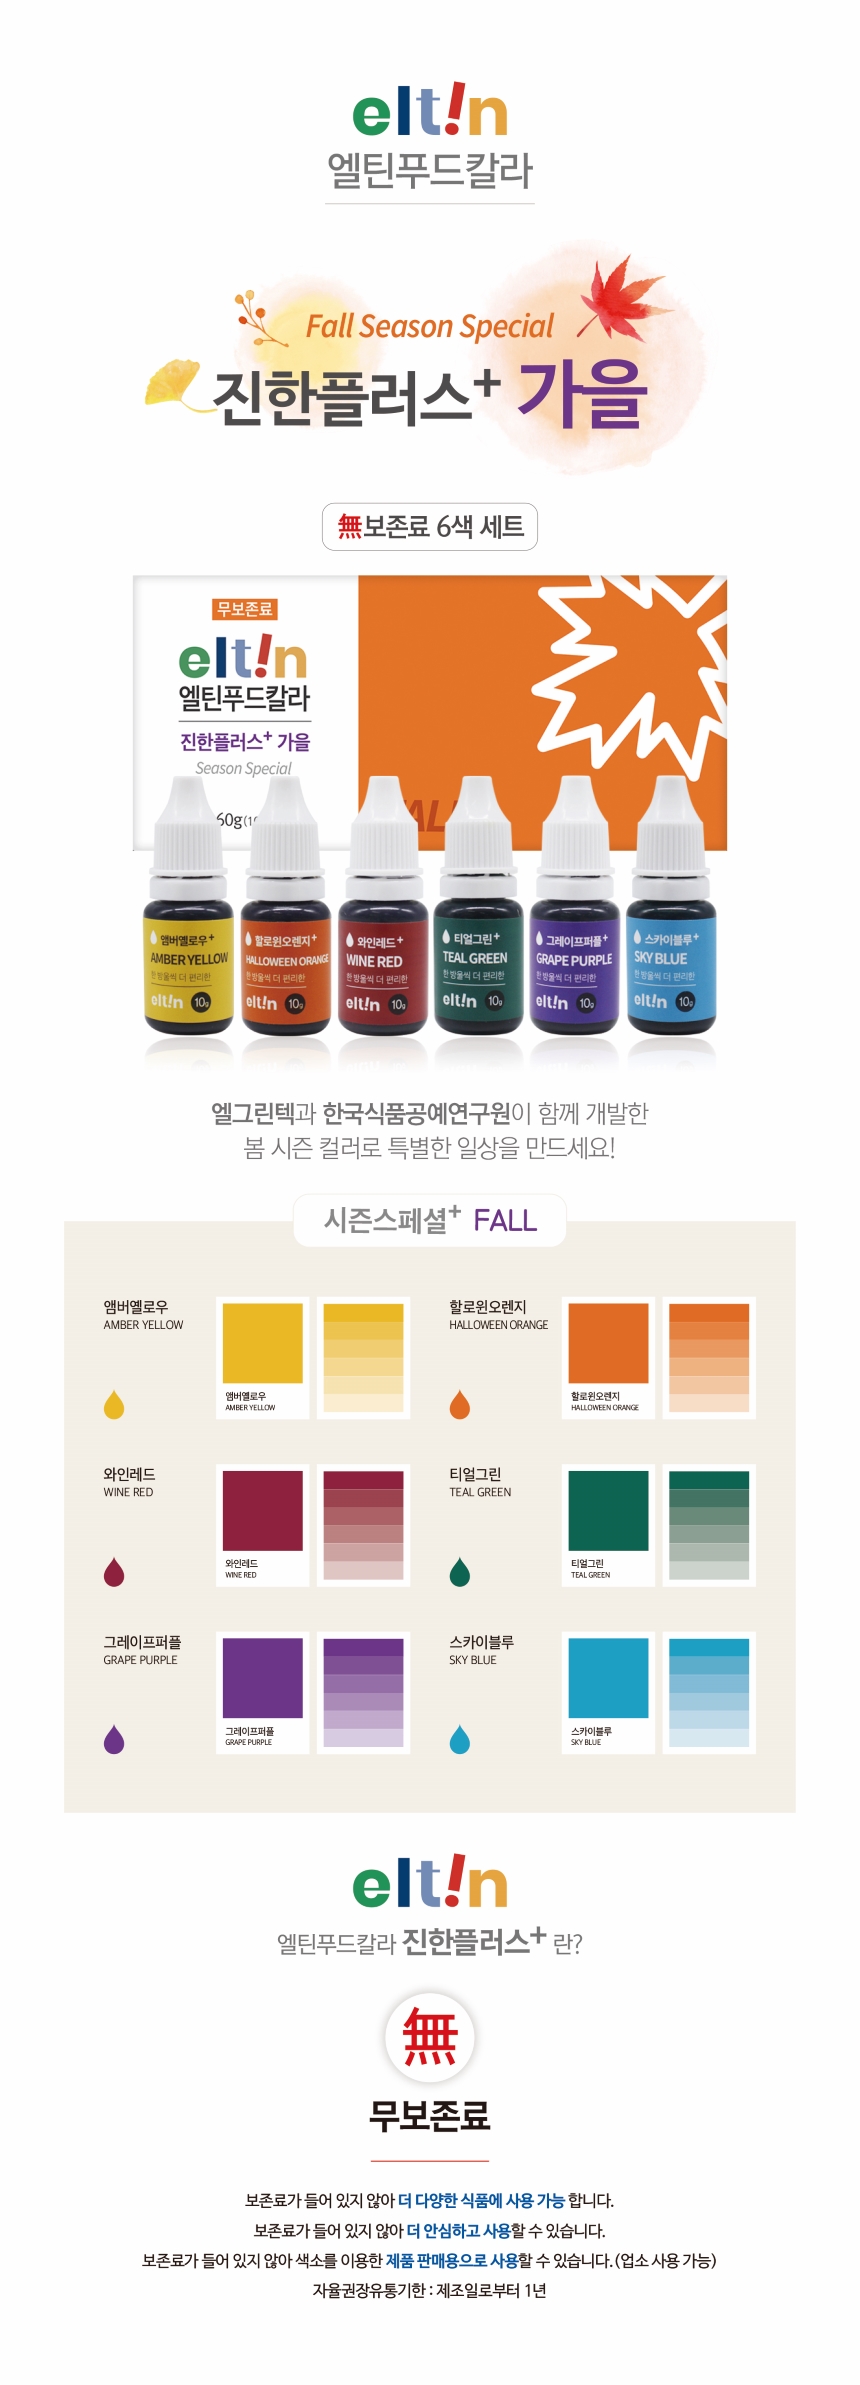 elt!n
엘틴푸드칼라
Fall Season Special
진한플러스+ 가을
無보존료 6색 세트
무보존료
elt!n
엘틴푸드칼라
진한플러스+ 가을
Season Special
60g
앰버옐로우+
AMBER YELLOW
한 방울씩 더 편리한
elt!n 10g
할로윈오렌지+
HALLOWEEN ORANGE
한 방울씩 더 편리한
elt!n 10g
와인레드+
WINE RED
한 방울씩 더 편리한
elt!n 10g
티얼그린+
TEAL GREEN
한 방울씩 더 편리한
elt!n 10g
그레이프퍼플+
GRAPE PURPLE
한 방울씩 더 편리한
elt!n 10g
스카이블루+
SKY BLUE
한 방울씩 더 편리한
elt!n 10g
엘그린텍과 한국식품공예연구원이 함께 개발한
봄 시즌 컬러로 특별한 일상을 만드세요!
시즌스페셜+ FALL
앰버옐로우
AMBER YELLOW
앰버옐로우
AMBER YELLOW
할로윈오렌지
HALLOWEEN ORANGE
할로윈오렌지
HALLOWEEN ORANGE
와인레드
WINE RED
와인레드
WINE RED
티얼그린
TEAL GREEN
티얼그린
TEAL GREEN
그레이프퍼플
GRAPE PURPLE
그레이프퍼플
GRAPE PURPLE
스카이블루
SKY BLUE
스카이블루
SKY BLUE
elt!n
엘틴푸드칼라 진한플러스+ 란?
無
무보존료
보존료가 들어 있지 않아 더 다양한 식품에 사용 가능 합니다.
보존료가 들어 있지 않아 더 안심하고 사용할 수 있습니다.
보존료가 들어 있지 않아 색소를 이용한 제품 판매용으로 사용할 수 있습니다.(업소 사용 가능)
자율권장유통기한 : 제조일로부터 1년